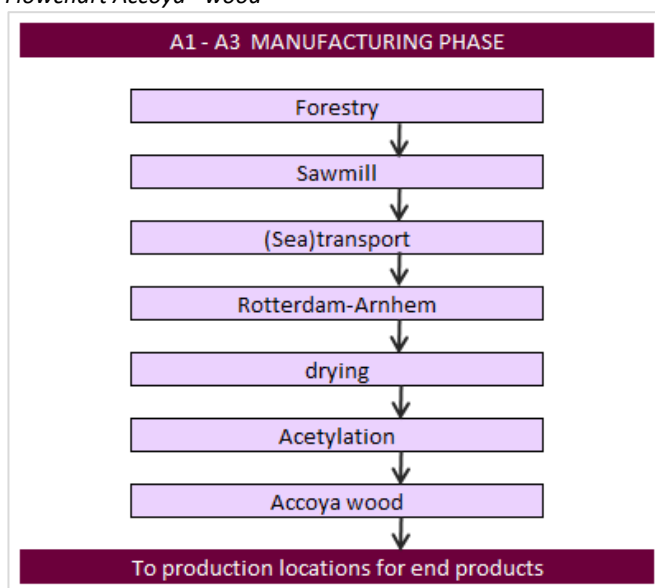 Flowchart Accoya wood
A1 - A3 MANUFACTURING PHASE
Forestry
Sawmill
(Sea)transport
Rotterdam-Arnhem
drying
Acetylation
Accoya wood
To production locations for end products